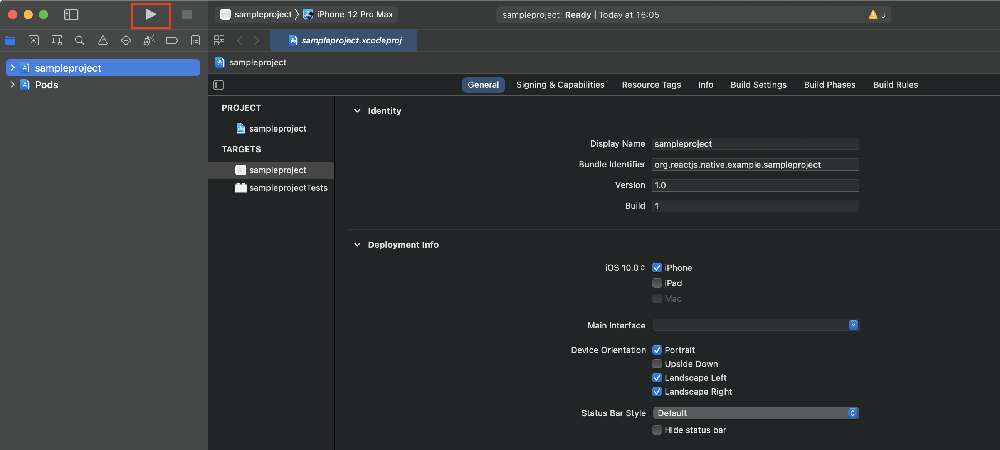 sampleproject 〉 iPhone 12 Pro Max
sampleproject: Ready | Today at 16:05
3
sampleproject.xcodeproj
sampleproject
Pods
sampleproject
General Signing & Capabilities Resource Tags Info Build Settings Build Phases Build Rules
PROJECT
sampleproject
TARGETS
sampleproject
sampleprojectTests
Identity
Display Name sampleproject
Bundle Identifier org.reactjs.native.example.sampleproject
Version 1.0
Build 1
Deployment Info
iOS 10.0 iPhone
iPad
Mac
Main Interface
Device Orientation Portrait
Upside Down
Landscape Left
Landscape Right
Status Bar Style Default
Hide status bar